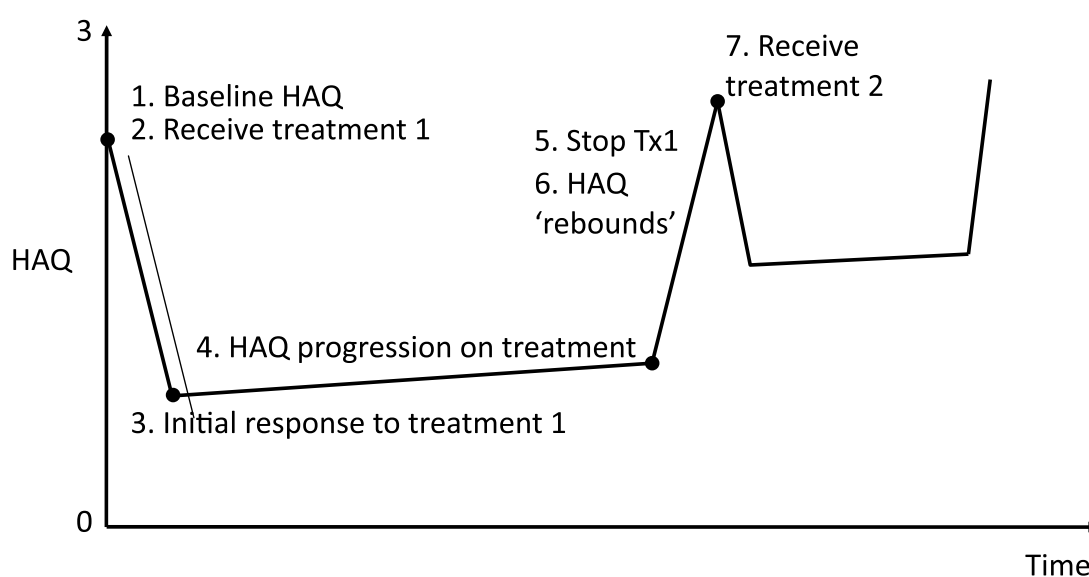 3
1. Baseline HAQ
2. Receive treatment 1
7. Receive
treatment 2
5. Stop Tx1
6. HAQ
‘rebounds’
HAQ
4. HAQ progression on treatment
3. Initial response to treatment 1
0
Time